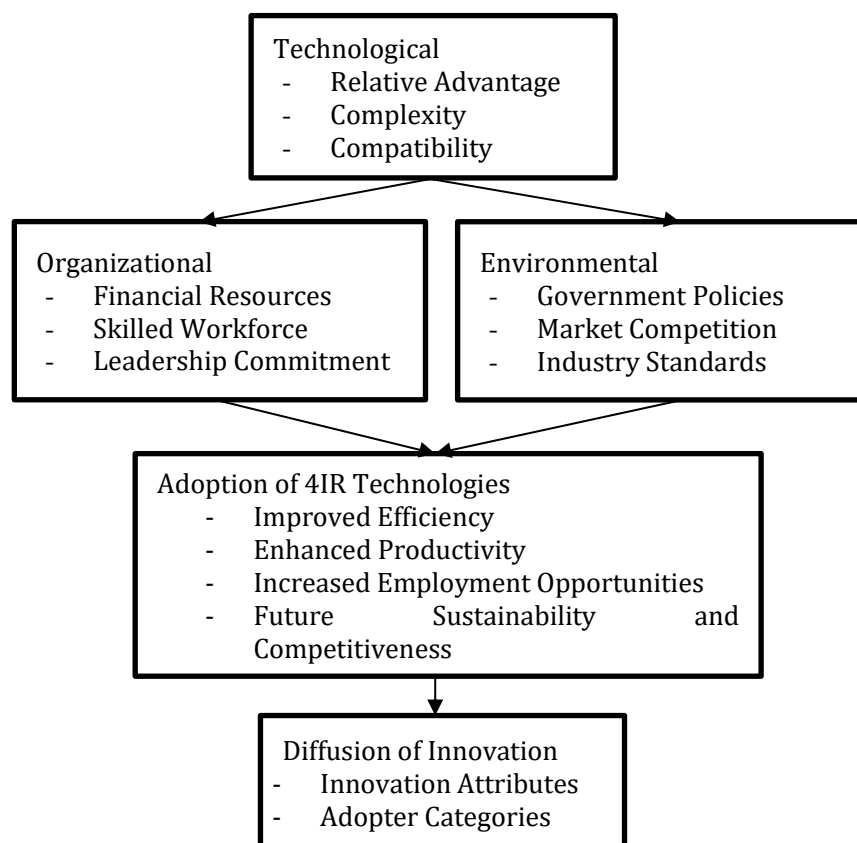 Technological
- Relative Advantage
- Complexity
- Compatibility
Organizational
- Financial Resources
- Skilled Workforce
- Leadership Commitment
Environmental
- Government Policies
- Market Competition
- Industry Standards
Adoption of 4IR Technologies
- Improved Efficiency
- Enhanced Productivity
- Increased Employment Opportunities
- Future Sustainability and
Competitiveness
Diffusion of Innovation
- Innovation Attributes
- Adopter Categories